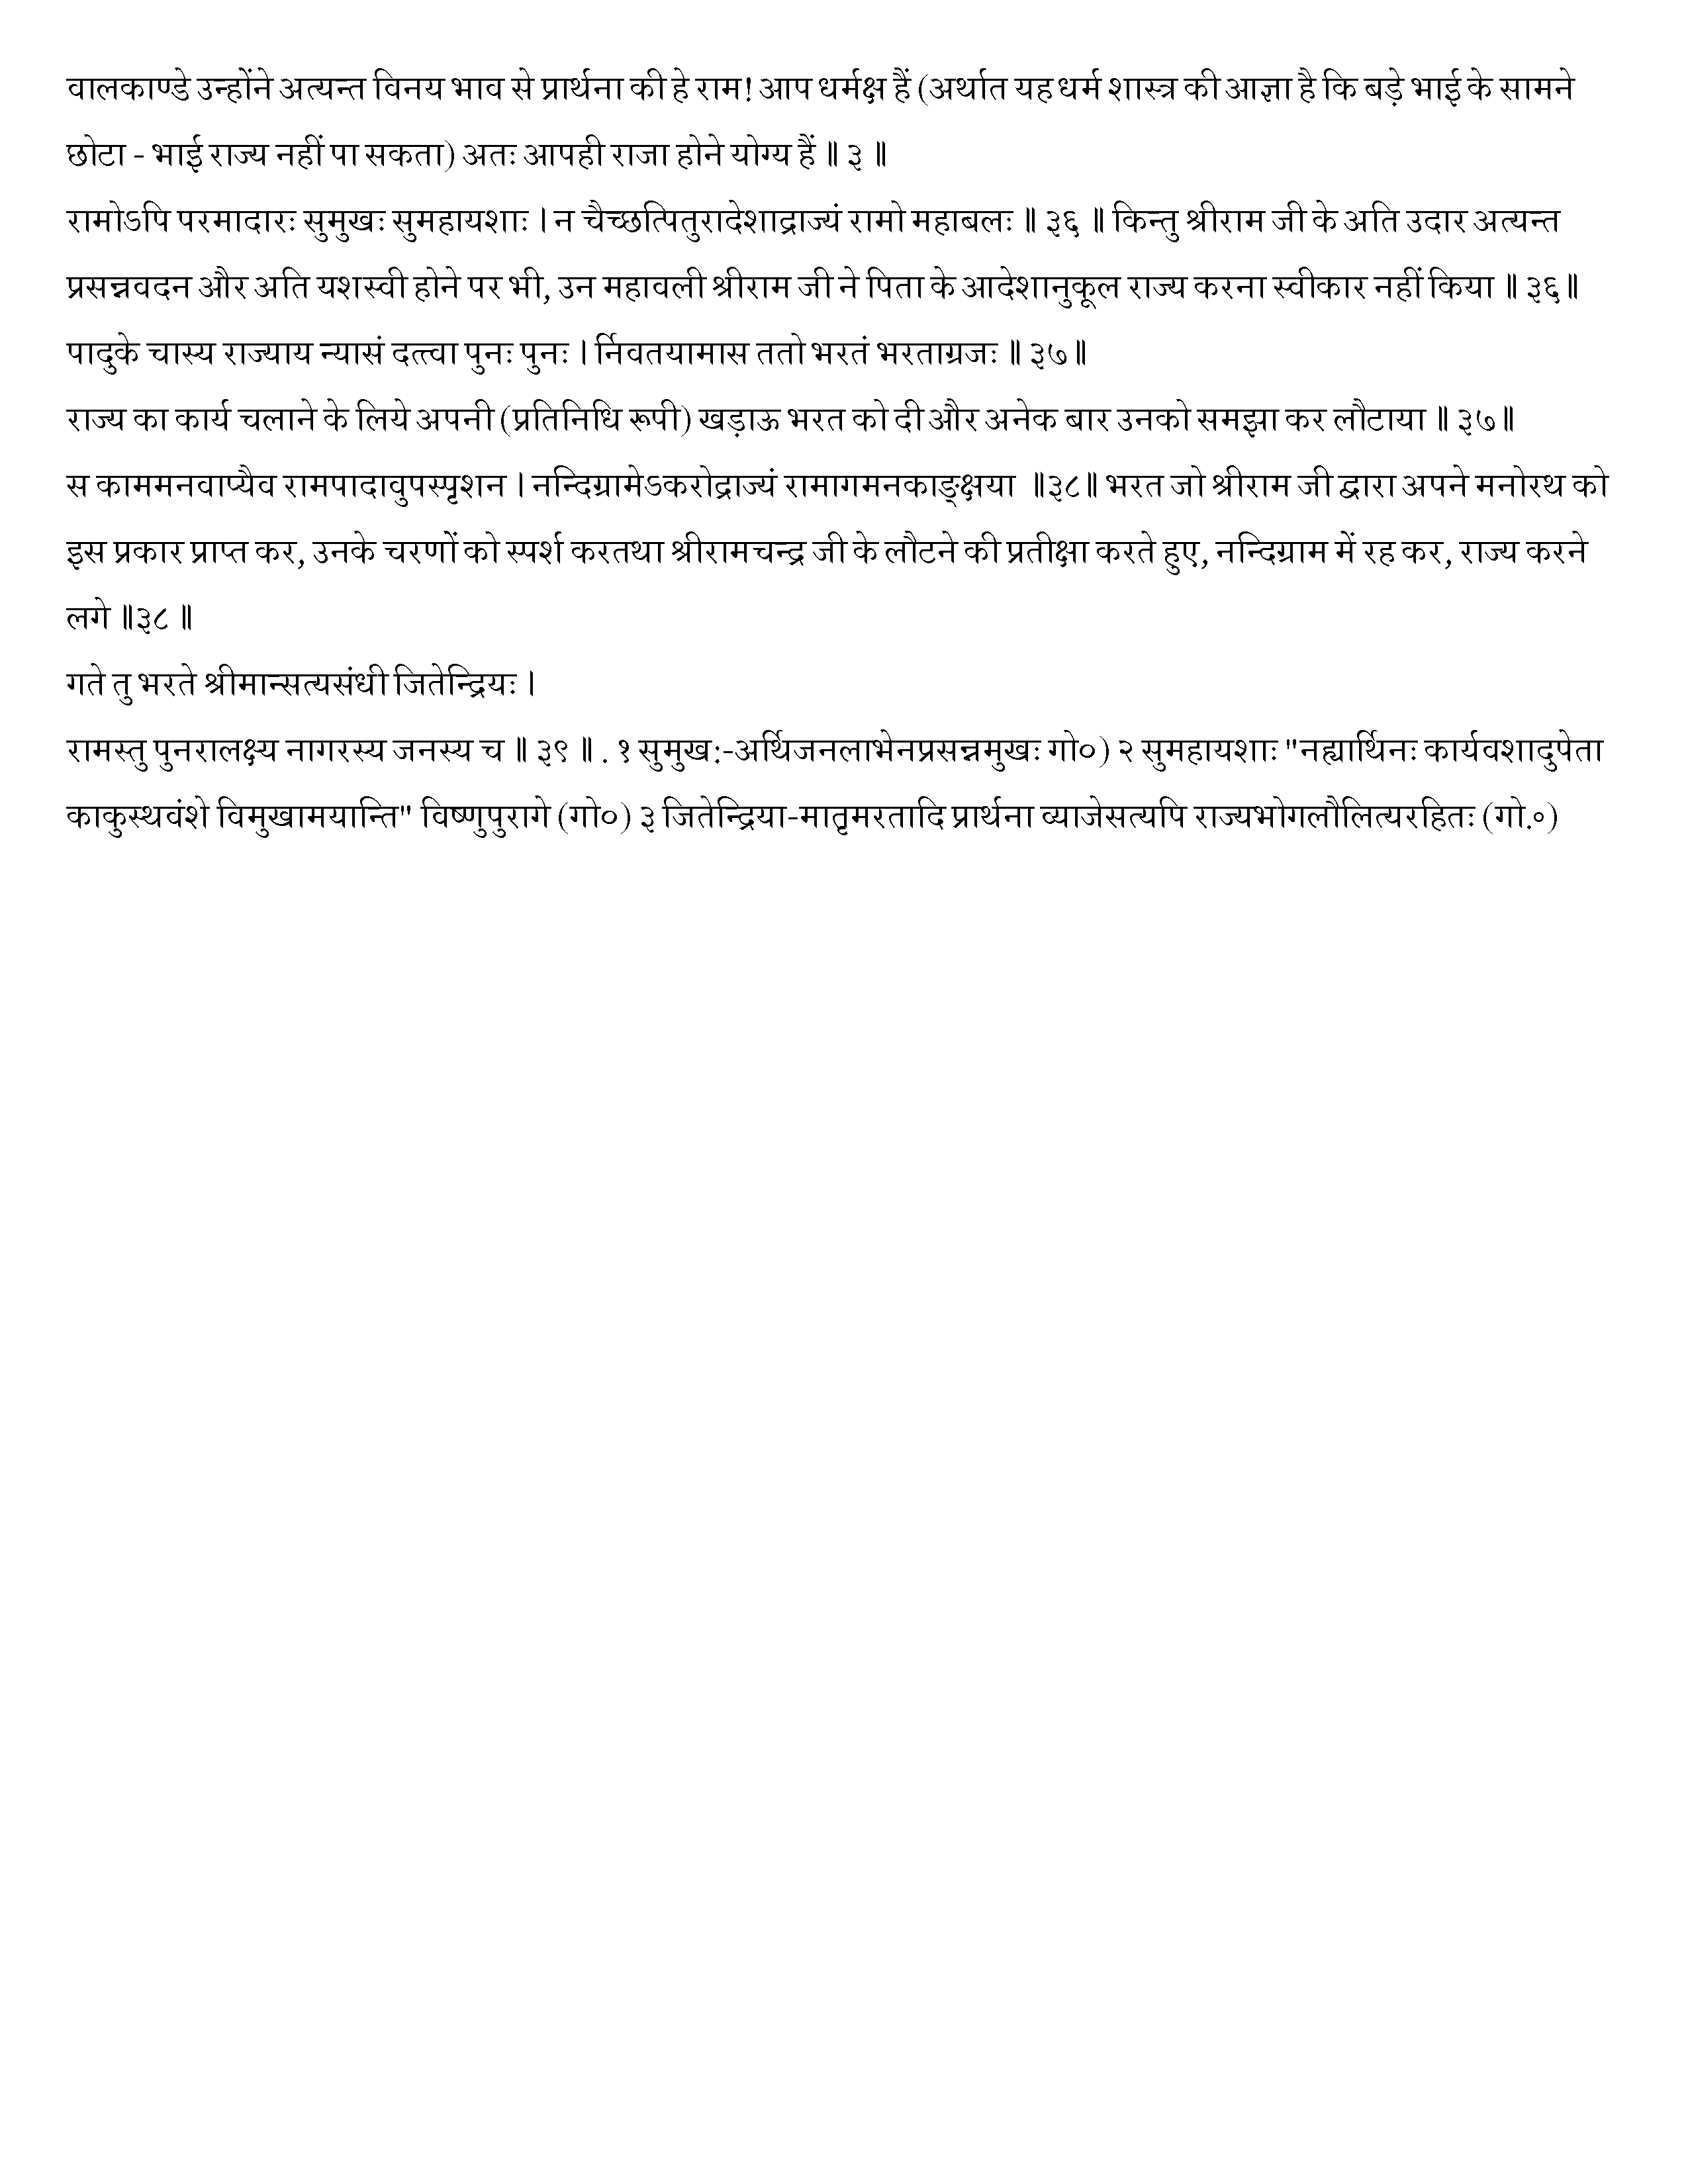 वालकाण्डे उन्होंने अत्यन्त विनय भाव से प्रार्थना की हे राम! आप धर्मक्ष हैं (अर्थात यह धर्म शास्त्र की आज्ञा है कि बड़े भाई के सामने
छोटा - भाई राज्य नहीं पा सकता) अतः आपही राजा होने योग्य हैं ॥ ३ ॥
रामोऽपि परमादारः सुमुखः सुमहायशाः । न चैच्छत्पितुरादेशाद्राज्यं रामो महाबलः ॥ ३६ ॥ किन्तु श्रीराम जी के अति उदार अत्यन्त
प्रसन्नवदन और अति यशस्वी होने पर भी, उन महावली श्रीराम जी ने पिता के आदेशानुकूल राज्य करना स्वीकार नहीं किया ॥ ३६॥
पादुके चास्य राज्याय न्यासं दत्त्वा पुनः पुनः । र्निवतयामास ततो भरतं भरताग्रजः ॥ ३७॥
राज्य का कार्य चलाने के लिये अपनी (प्रतिनिधि रूपी) खड़ाऊ भरत को दी और अनेक बार उनको समझा कर लौटाया ॥ ३७॥
स काममनवाप्यैव रामपादावुपस्पृशन । नन्दिग्रामेऽकरोद्राज्यं रामागमनकाङ्क्षया ॥३८॥ भरत जो श्रीराम जी द्वारा अपने मनोरथ को
इस प्रकार प्राप्त कर, उनके चरणों को स्पर्श करतथा श्रीरामचन्द्र जी के लौटने की प्रतीक्षा करते हुए, नन्दिग्राम में रह कर, राज्य करने
लगे ॥३८ ॥
गते तु भरते श्रीमान्सत्यसंधी जितेन्द्रियः ।
रामस्तु पुनरालक्ष्य नागरस्य जनस्य च ॥ ३९ ॥ . १ सुमुख:-अर्थिजनलाभेनप्रसन्नमुखः गो०) २ सुमहायशाः "नह्यार्थिनः कार्यवशादुपेता
काकुस्थवंशे विमुखामयान्ति" विष्णुपुरागे (गो०) ३ जितेन्द्रिया-मातृमरतादि प्रार्थना व्याजेसत्यपि राज्यभोगलौलित्यरहितः (गो.०)